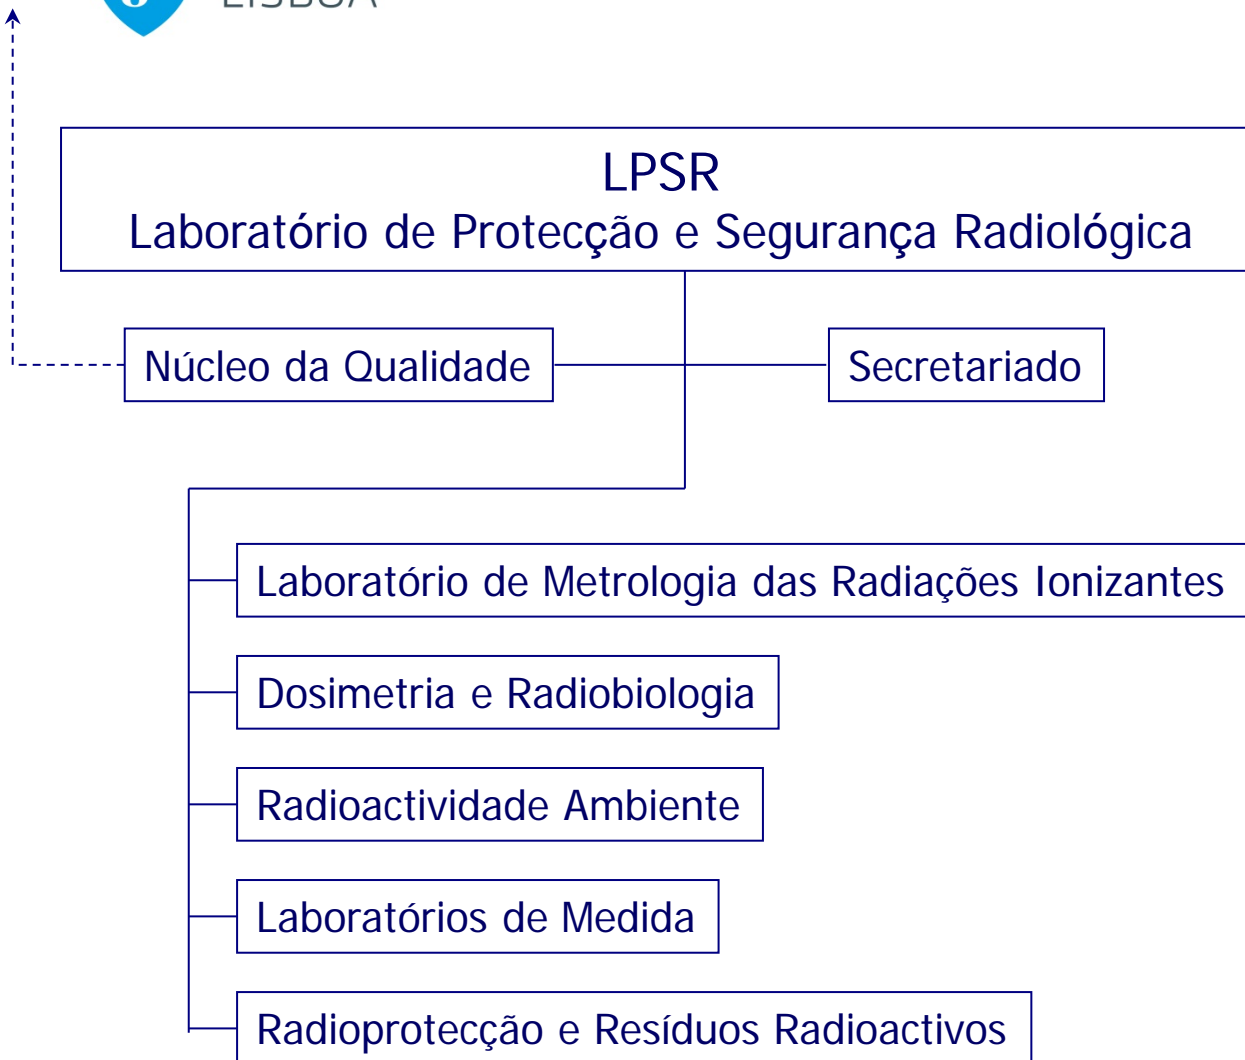 LISBOA
LPSR
Laboratório de Protecção e Segurança Radiológica
Núcleo da Qualidade
Secretariado
Laboratório de Metrologia das Radiações Ionizantes
Dosimetria e Radiobiologia
Radioactividade Ambiente
Laboratórios de Medida
Radioprotecção e Resíduos Radioactivos